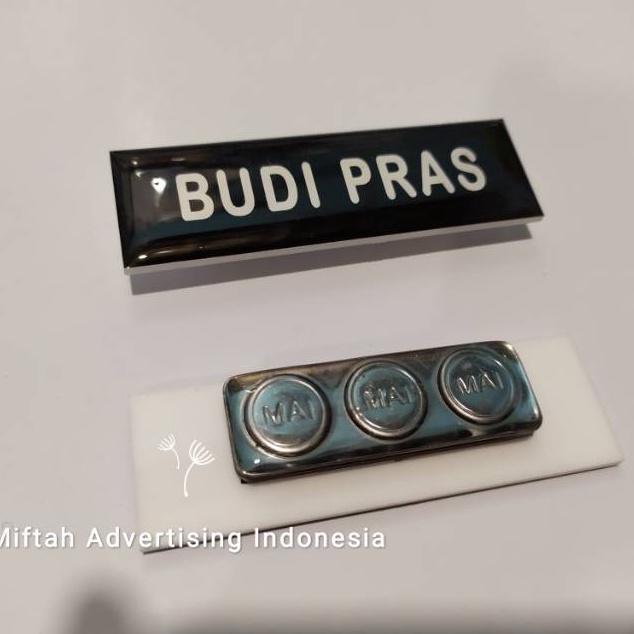 BUDI PRAS
MAI MAI MAI
Miftah Advertising Indonesia